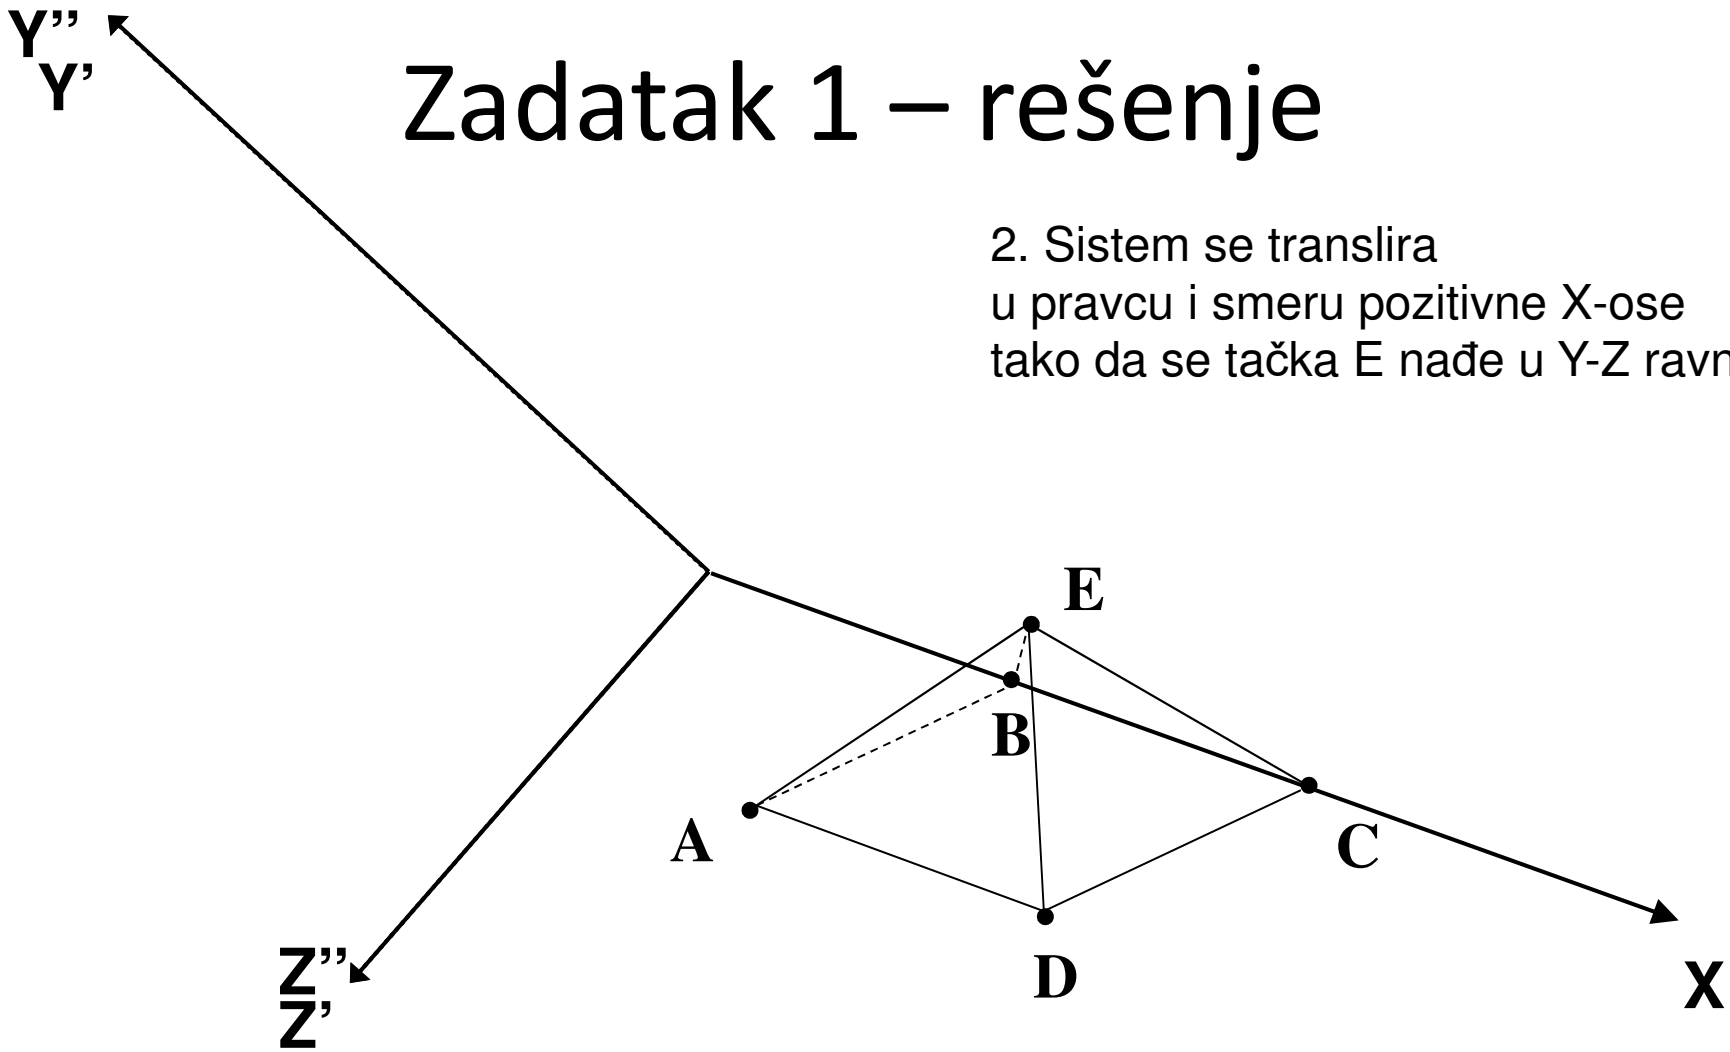 Y’’
Y’
Zadatak 1 – rešenje
2. Sistem se translira
u pravcu i smeru pozitivne X-ose
tako da se tačka E nađe u Y-Z ravn
E
B
A
C
D
Z’’
Z’
X